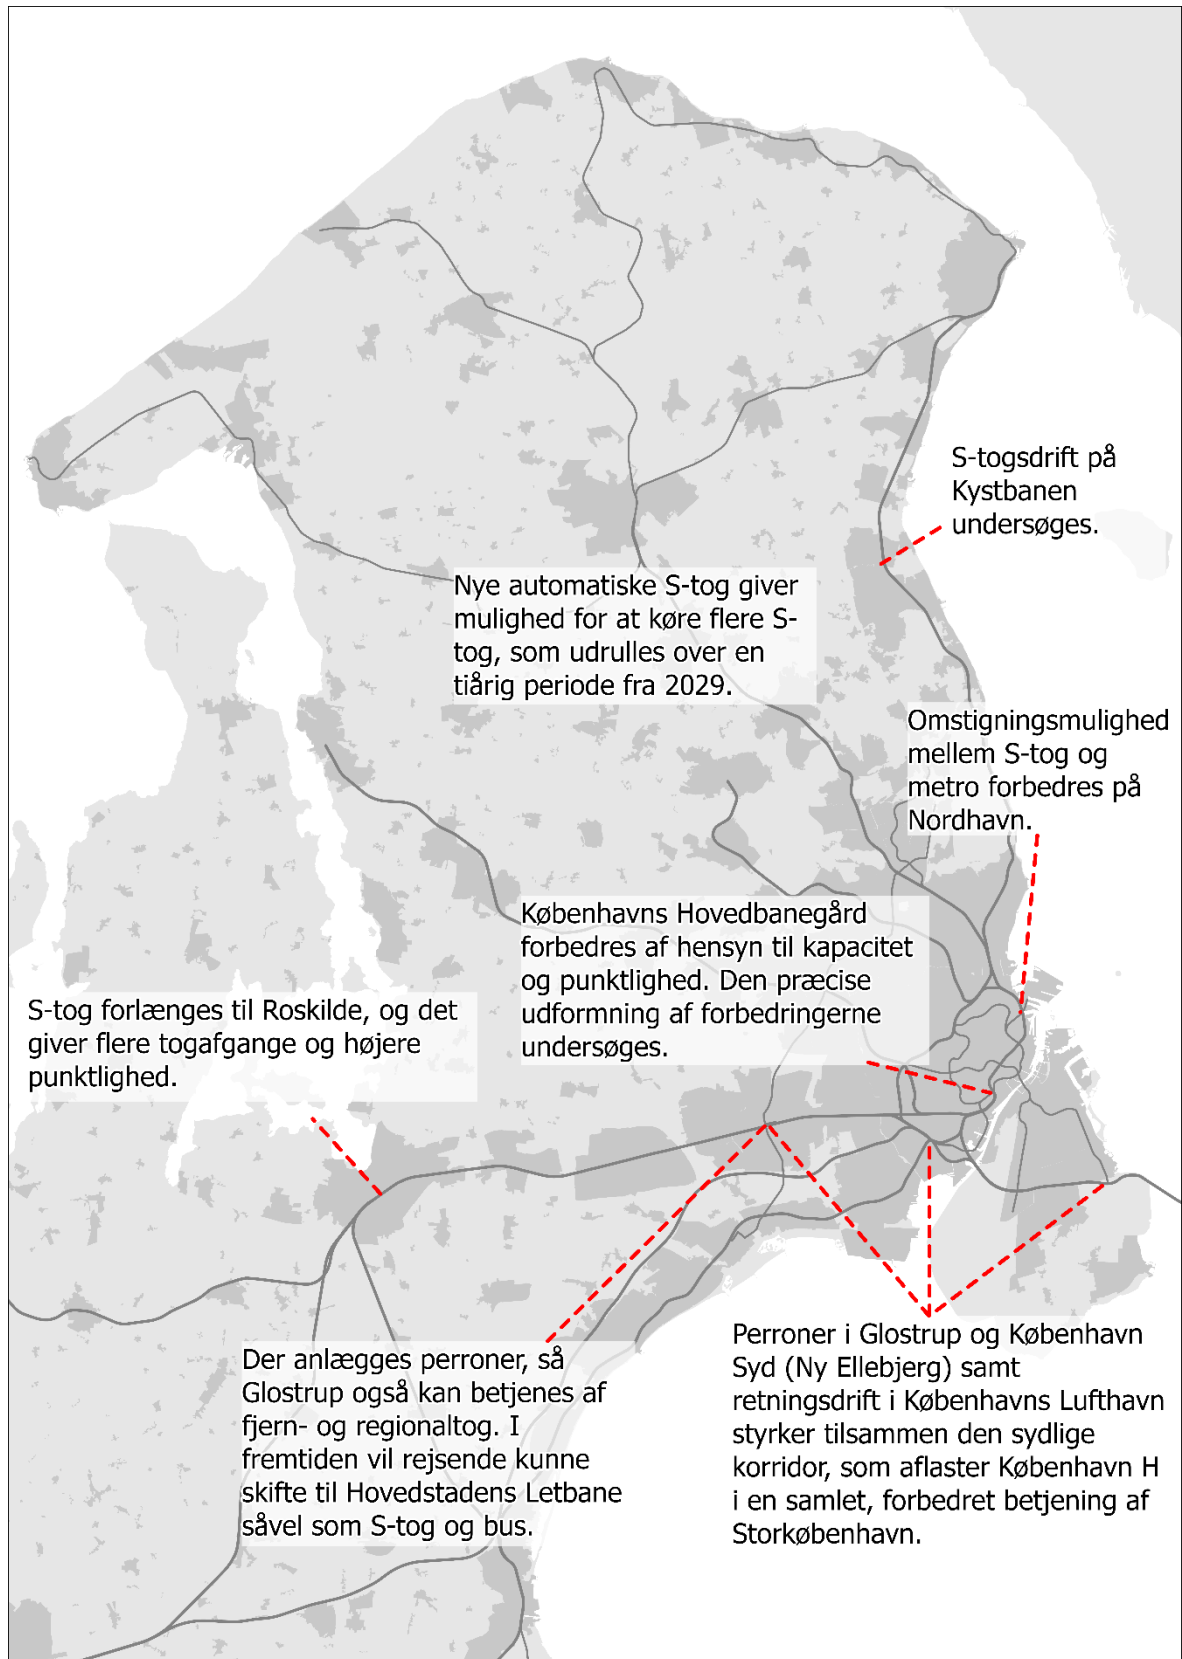 S-togsdrift på
Kystbanen
undersøges.
Nye automatiske S-tog giver
mulighed for at køre flere S-
tog, som udrulles over en
tiårig periode fra 2029.
Omstigningsmulighed
mellem S-tog og
metro forbedres på
Nordhavn.
Københavns Hovedbanegård
forbedres af hensyn til kapacitet
og punktlighed. Den præcise
udformning af forbedringerne
undersøges.
S-tog forlænges til Roskilde, og det
giver flere togafgange og højere
punktlighed.
Der anlægges perroner, så
Glostrup også kan betjenes af
fjern- og regionaltog. I
fremtiden vil rejsende kunne
skifte til Hovedstadens Letbane
såvel som S-tog og bus.
Perroner i Glostrup og København
Syd (Ny Ellebjerg) samt
retningsdrift i Københavns Lufthavn
styrker tilsammen den sydlige
korridor, som aflaster København H
i en samlet, forbedret betjening af
Storkøbenhavn.